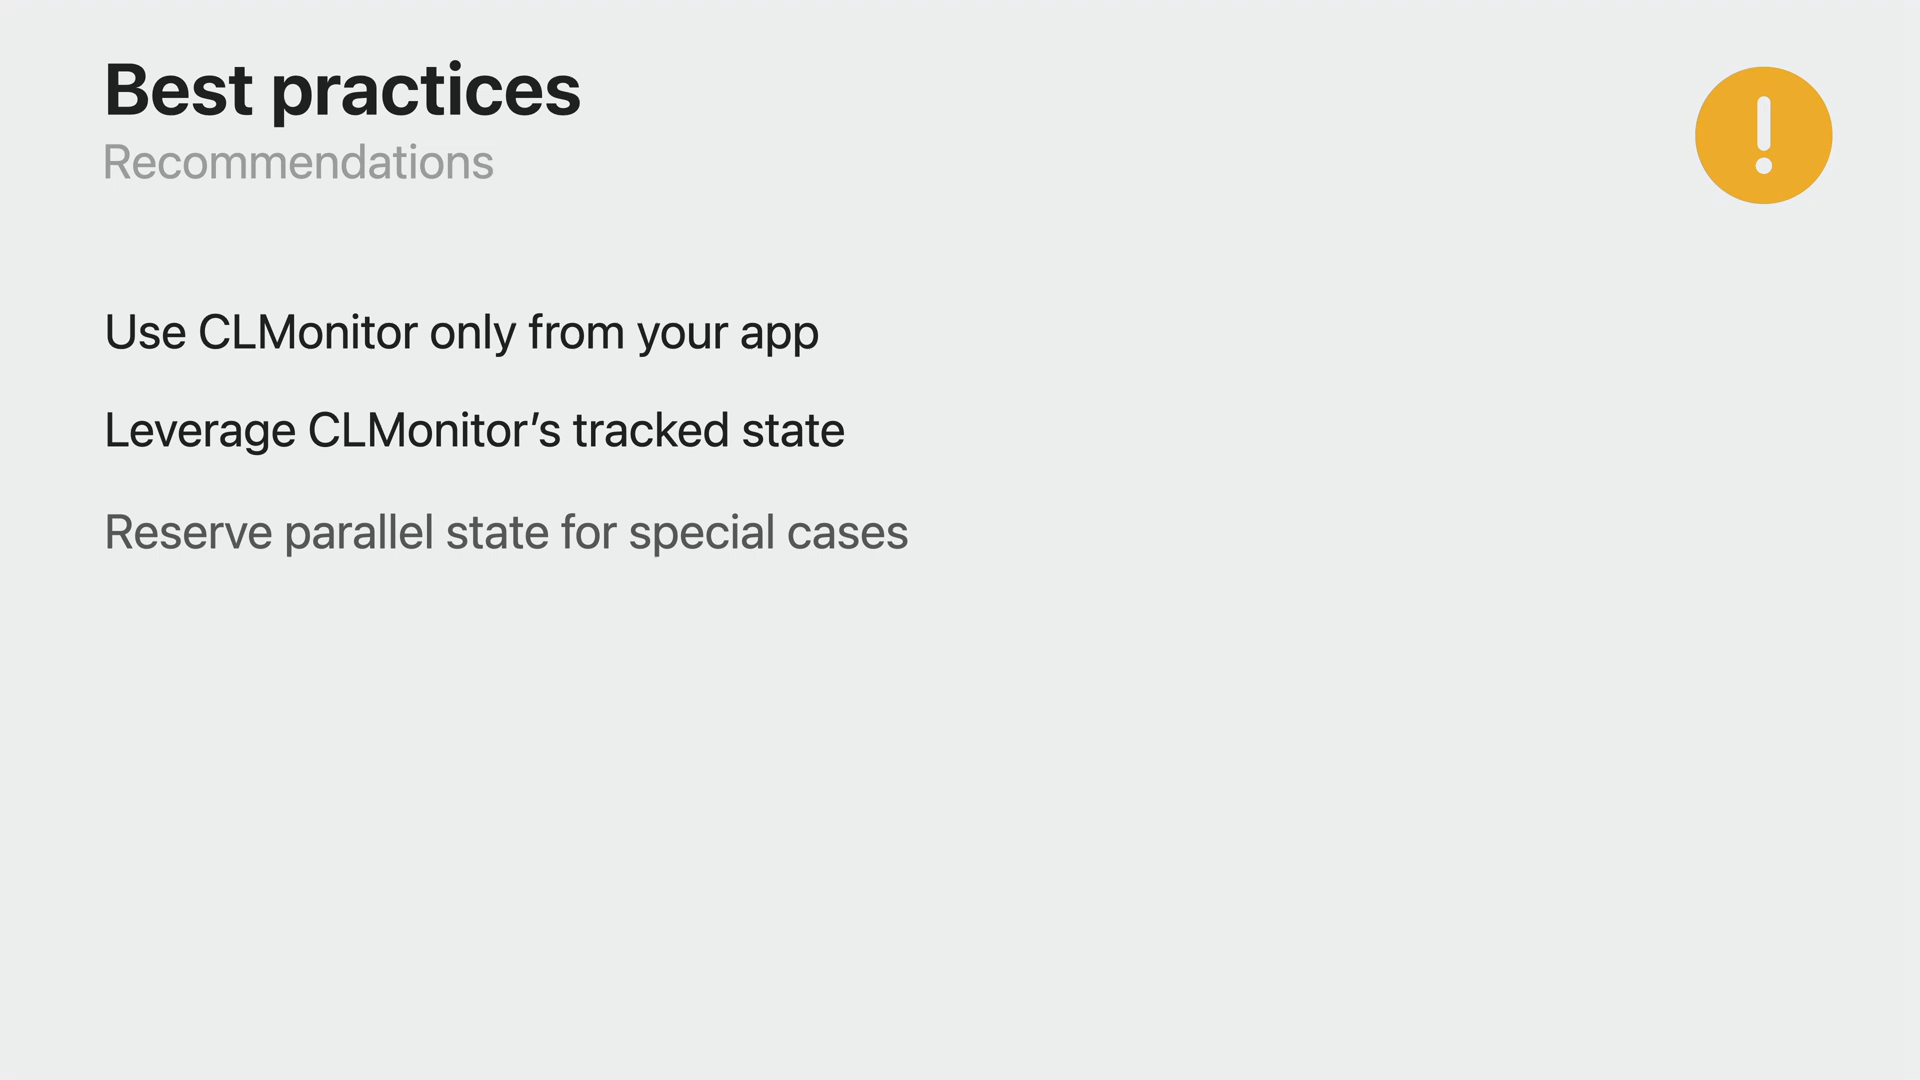 Best practices
Recommendations
Use CLMonitor only from your app
Leverage CLMonitor’s tracked state
Reserve parallel state for special cases